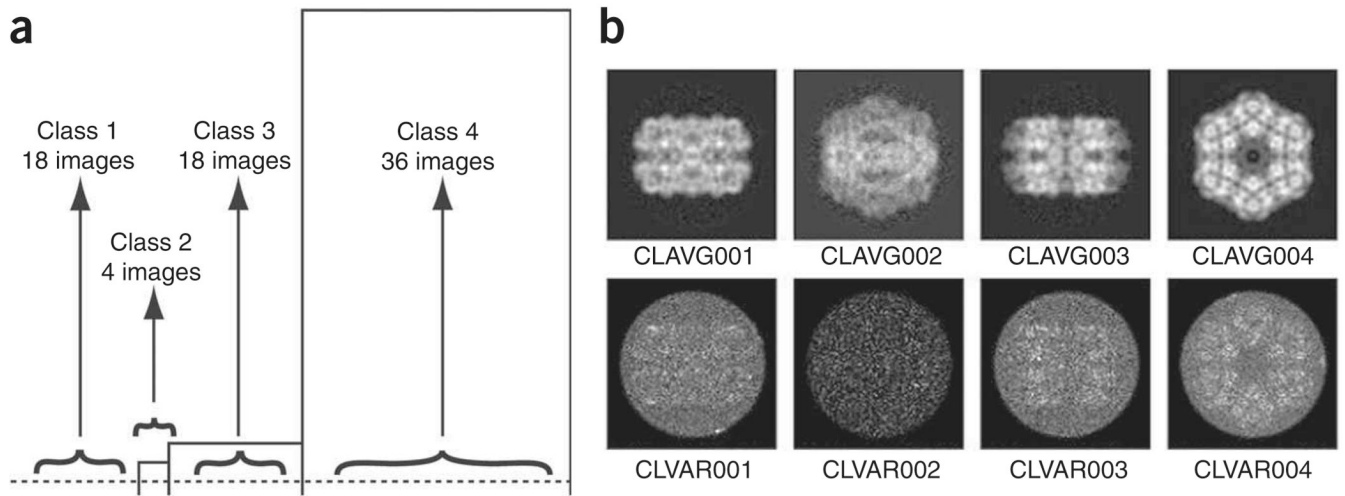 a
Class 1
18 images
Class 2
4 images
Class 3
18 images
Class 4
36 images
b
CLAVG001
CLAVG002
CLAVG003
CLAVG004
CLVAR001
CLVAR002
CLVAR003
CLVAR004